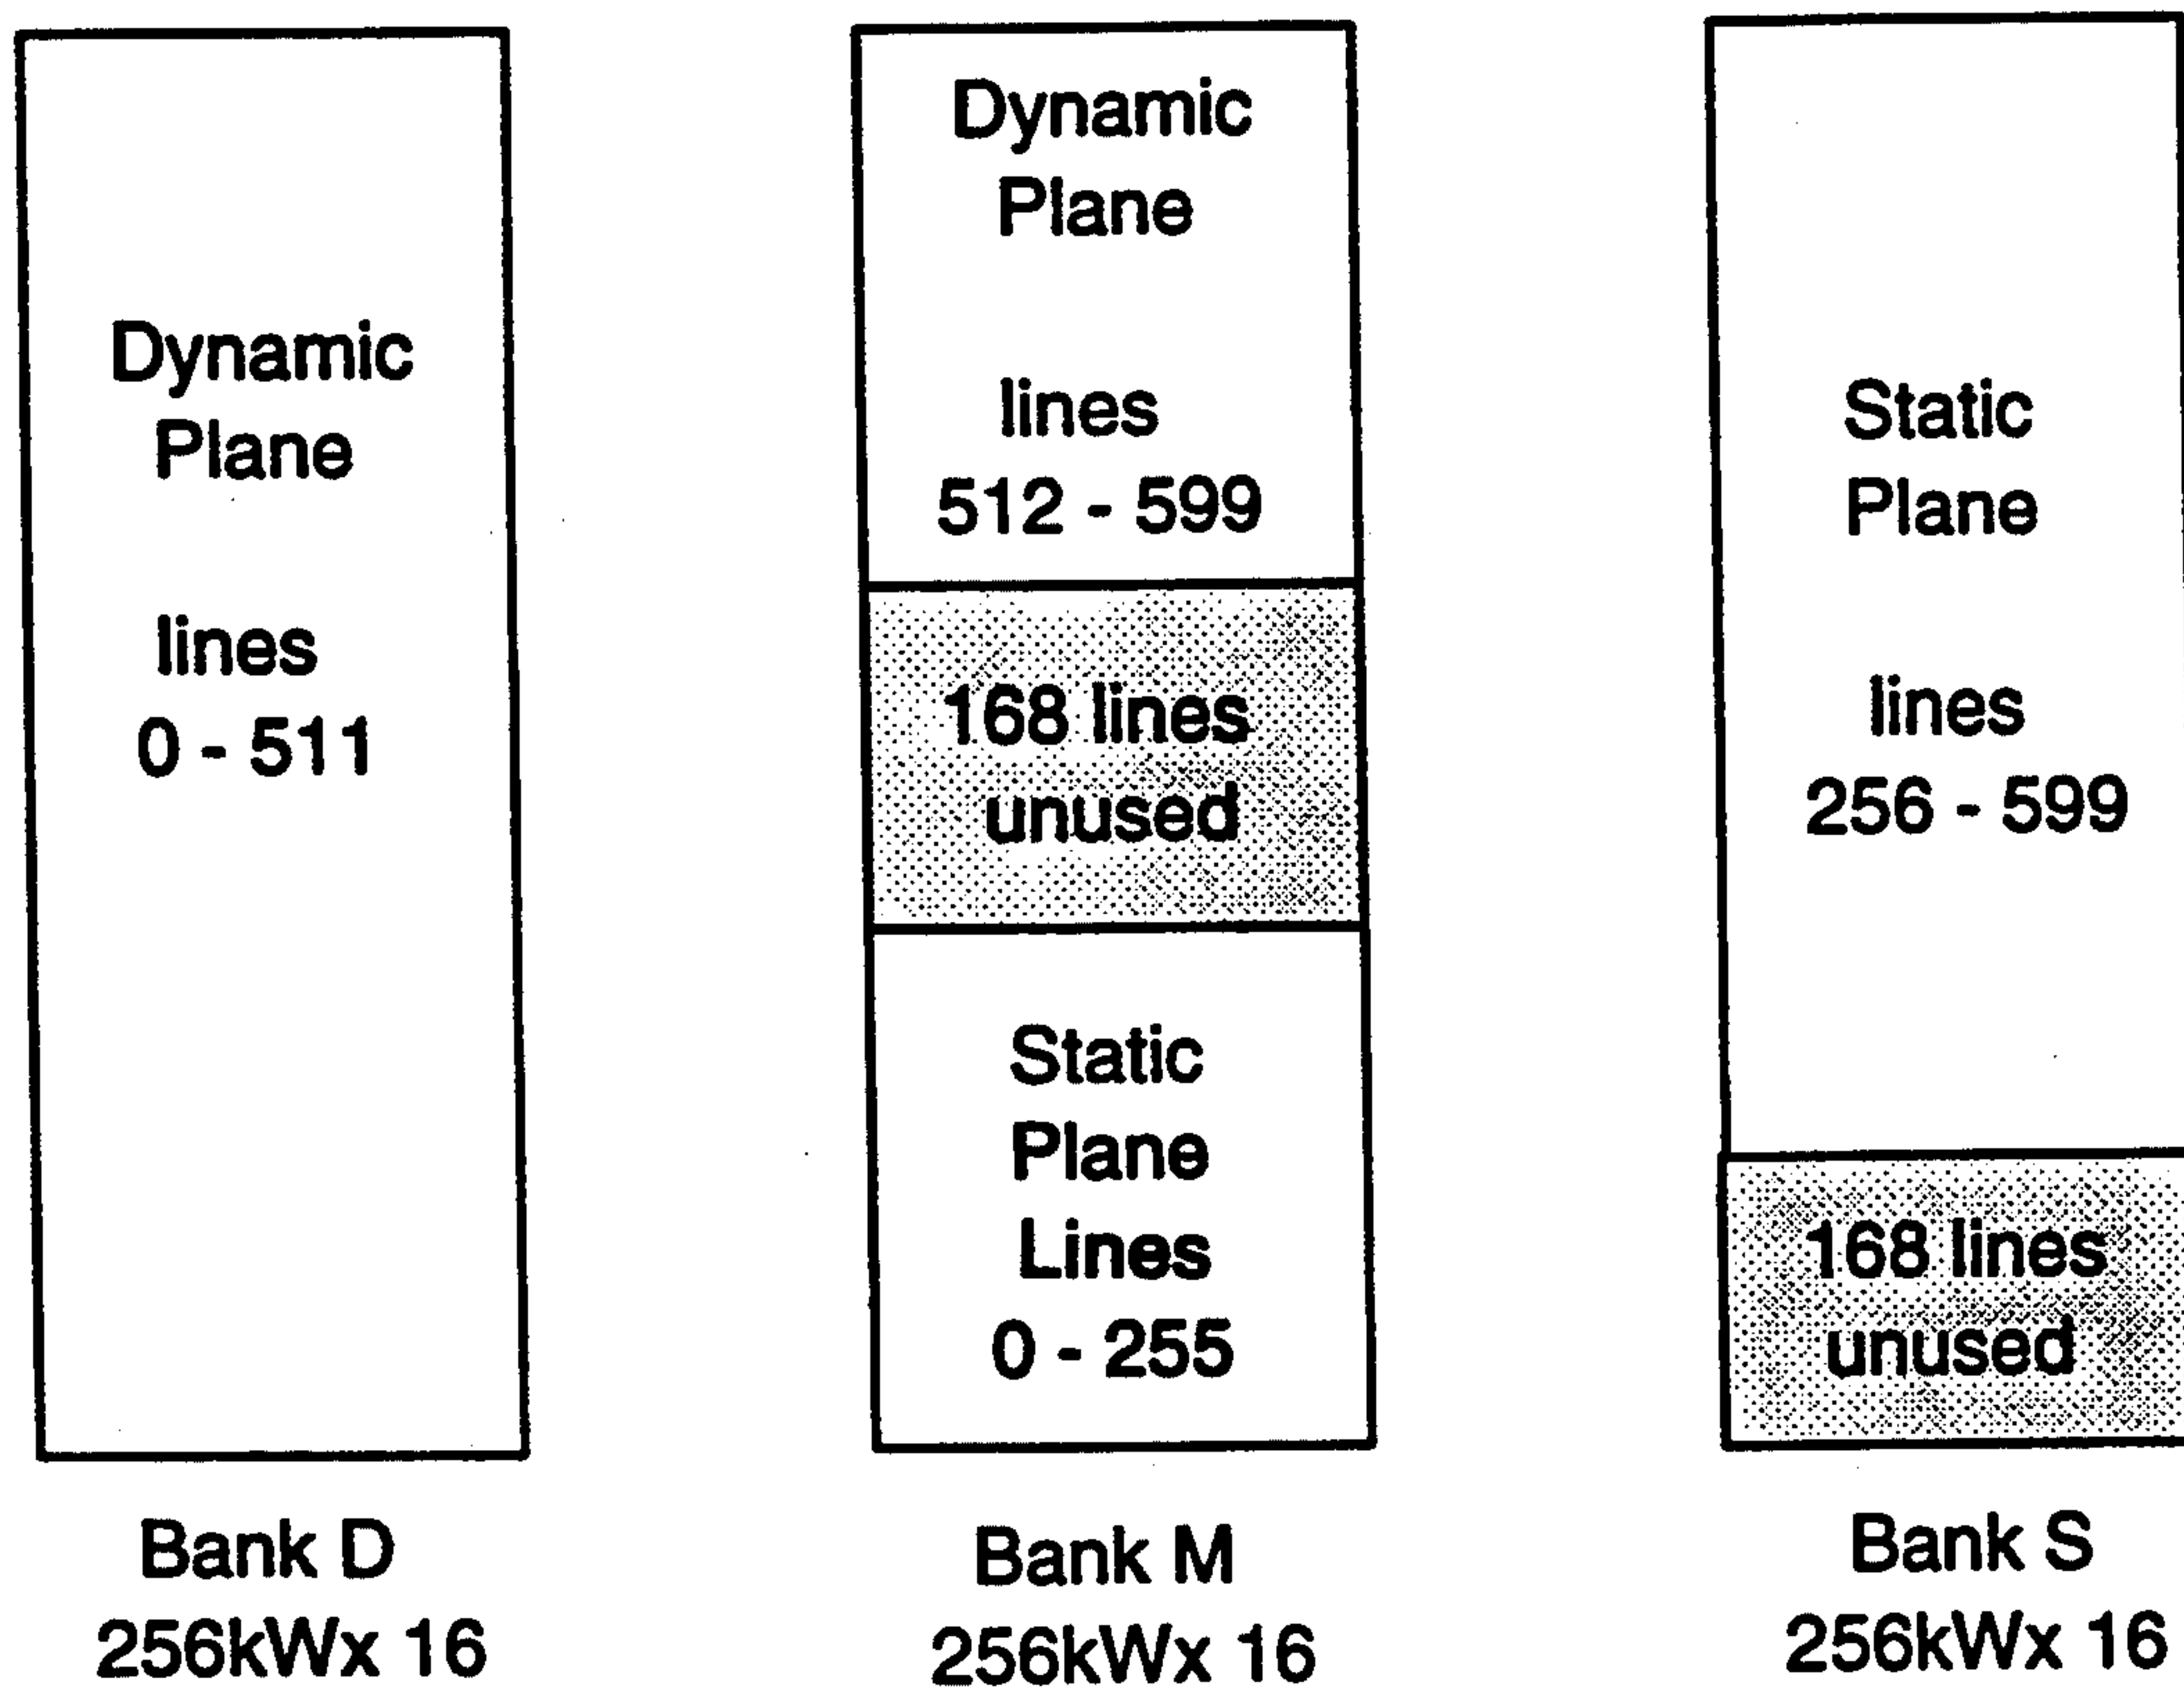 Dynamic
Plane
lines
0 - 511
Bank D
256kWx 16
Dynamic
Plane
lines
512 - 599
168 lines
unused
Static
Plane
Lines
0 - 255
Bank M
256kWx 16
Static
Plane
lines
256 - 599
168 lines
unused
Bank S
256kWx 16